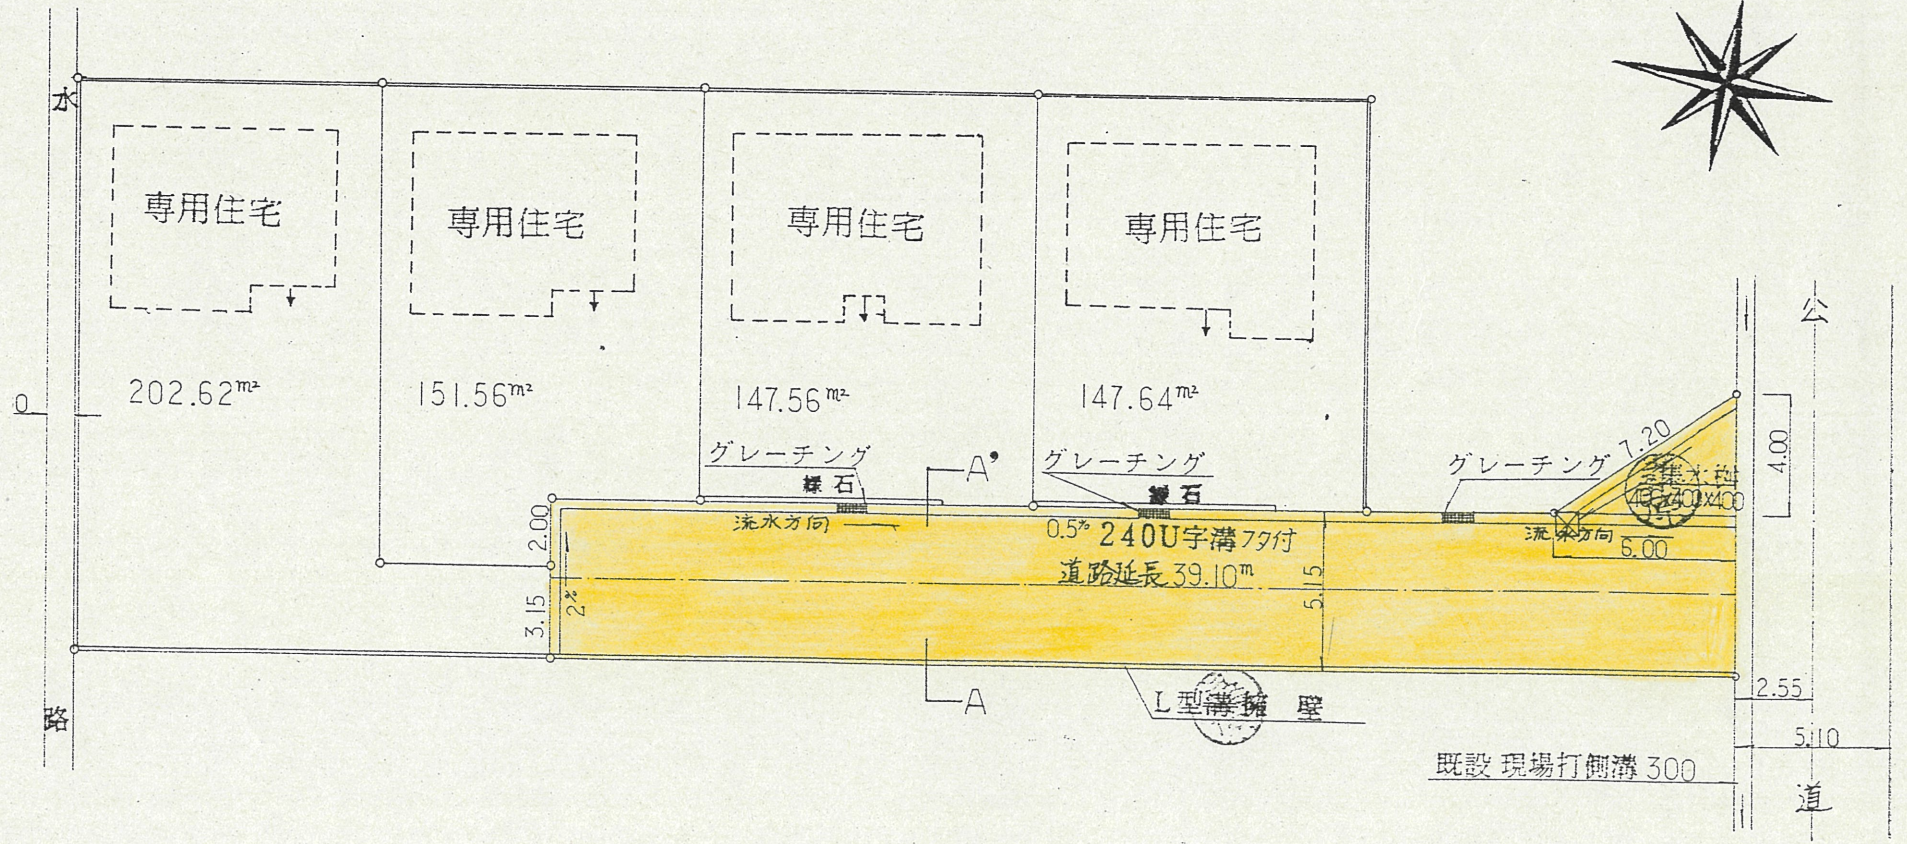 水
路
公
道
専用住宅
専用住宅
専用住宅
専用住宅
202.62m²
151.56m²
147.56m²
147.64m²
0
グレーチング
縁石
A'
グレーチング
縁石
グレーチング
7.20
4.00
集水桝
400x400x400
流水方向
0.5% 240U字溝フタ付
道路延長39.10m
流水方向
6.00
2.00
3.15
2%
5.15
A
L型溝擁壁
2.55
5.10
既設 現場打側溝 300